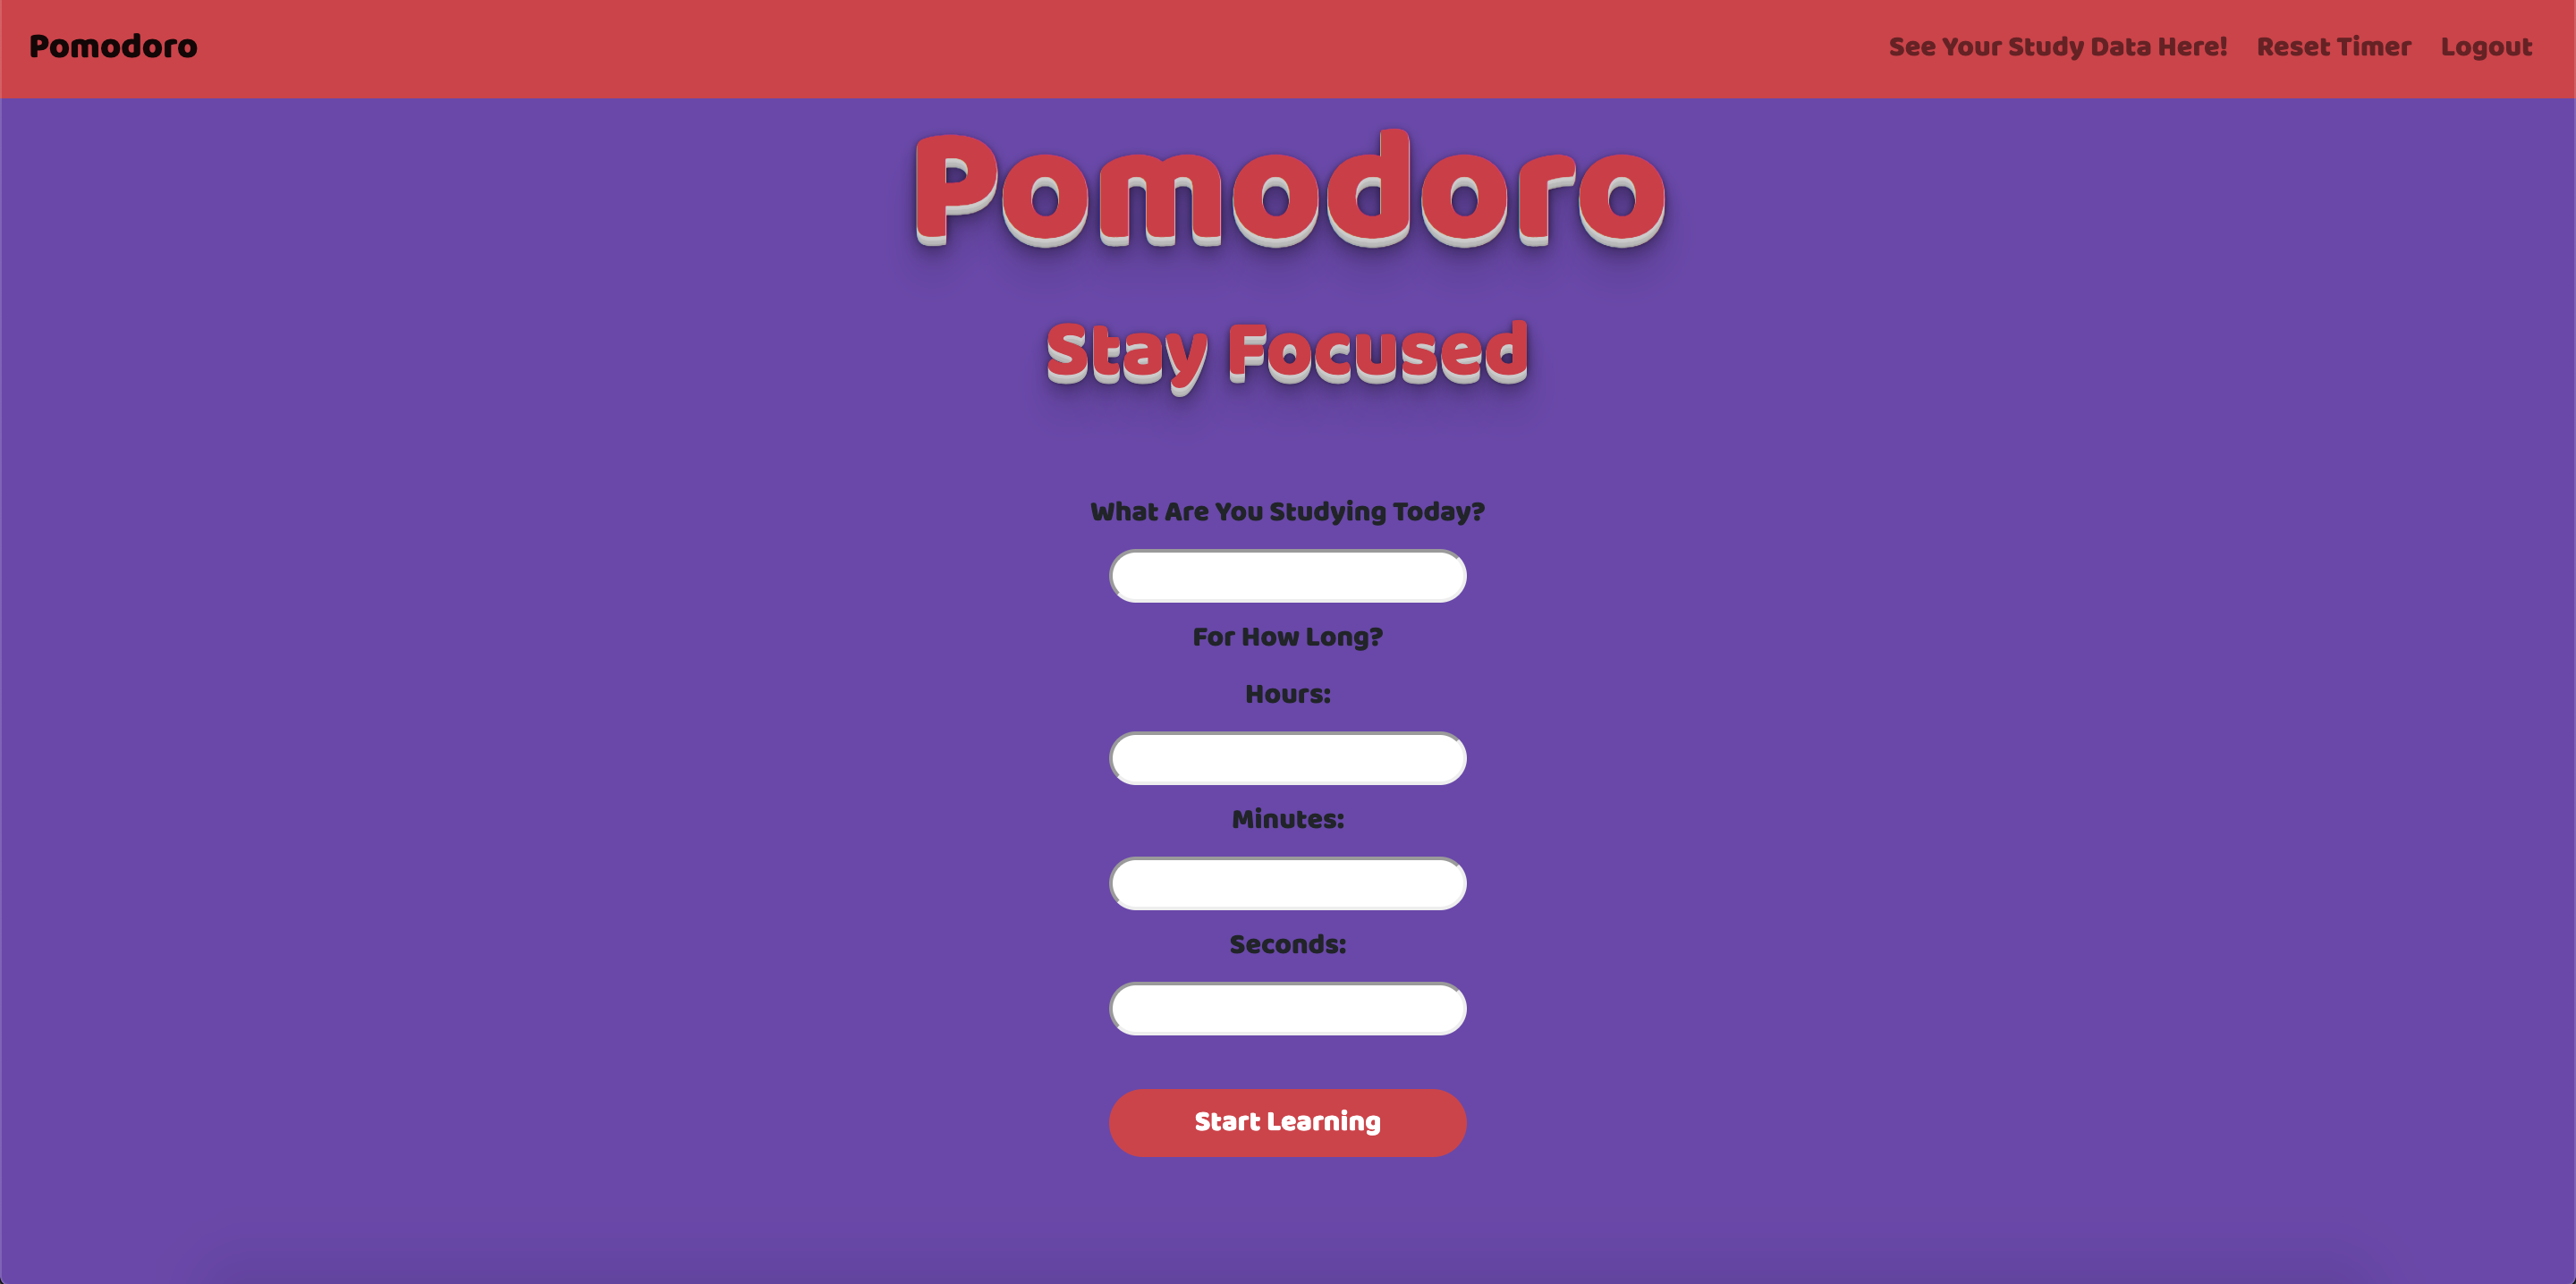 Pomodoro
See Your Study Data Here! Reset Timer Logout
Pomodoro
Stay Focused
What Are You Studying Today?
For How Long?
Hours:
Minutes:
Seconds:
Start Learning